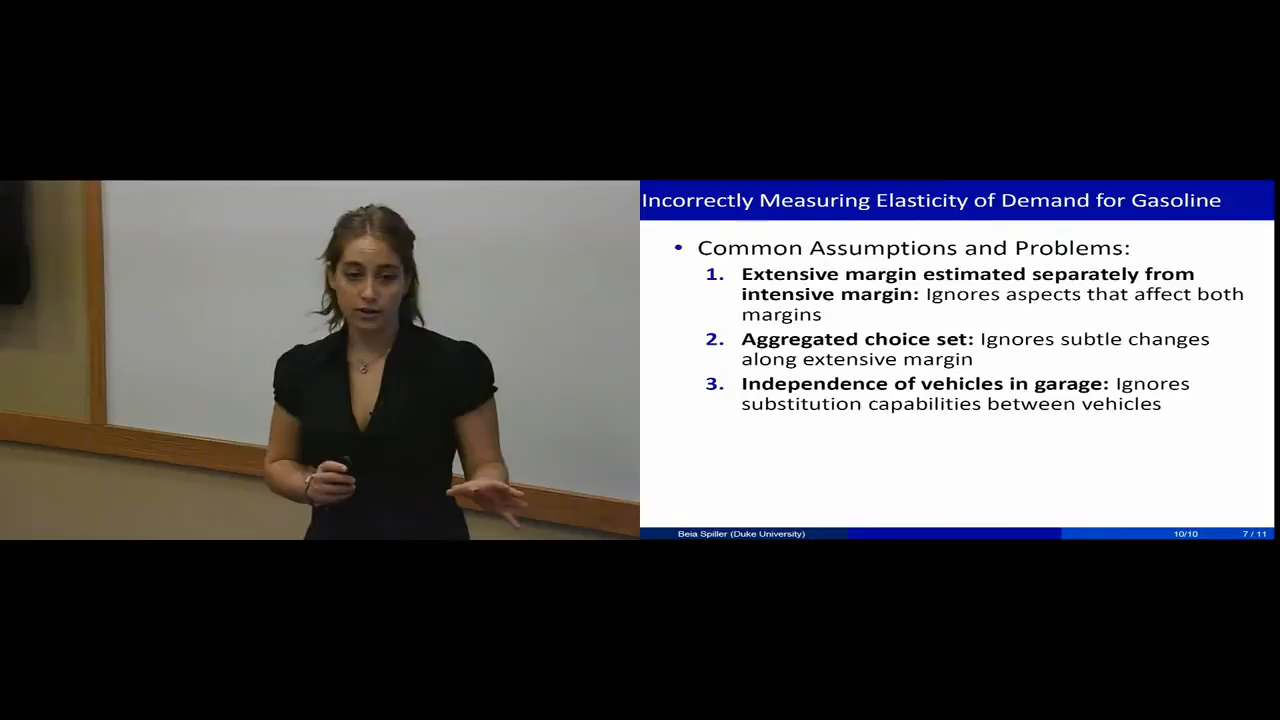 Incorrectly Measuring Elasticity of Demand for Gasoline
• Common Assumptions and Problems:
1. Extensive margin estimated separately from
intensive margin: Ignores aspects that affect both
margins
2. Aggregated choice set: Ignores subtle changes
along extensive margin
3. Independence of vehicles in garage: Ignores
substitution capabilities between vehicles
Beia Spiller (Duke University) 10/10 7 / 11